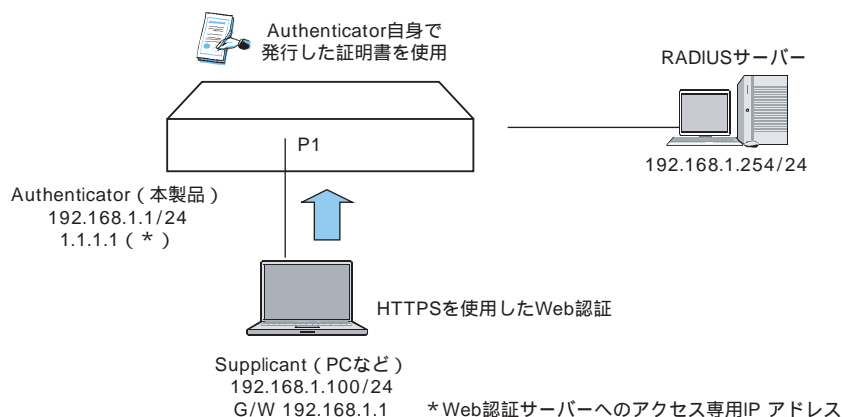 Authenticator自身で
発行した証明書を使用
RADIUSサーバー
P1
192.168.1.254/24
Authenticator（本製品）
192.168.1.1/24
1.1.1.1（＊）
HTTPSを使用したWeb認証
Supplicant（PCなど）
192.168.1.100/24
G/W 192.168.1.1
＊Web認証サーバーへのアクセス専用IP アドレス